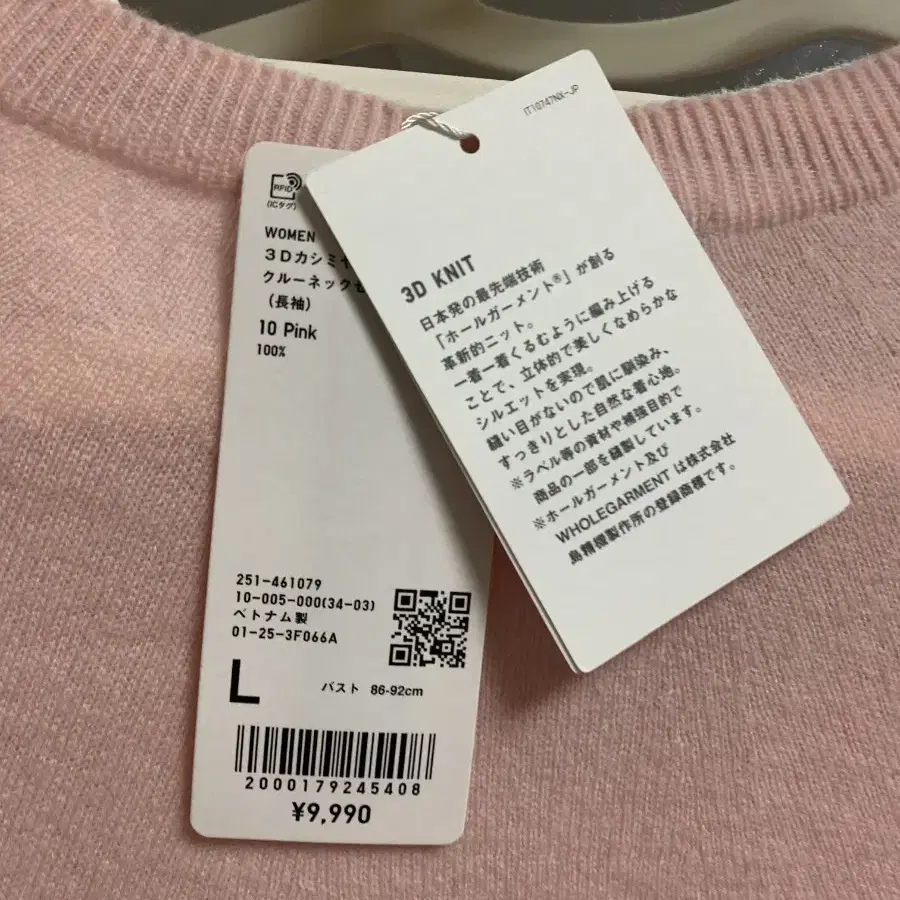 RFID
(ICタグ)
WOMEN
3Dカシミヤ
クルーネックセ
(長袖)
10 Pink
100%
251-461079
10-005-000(34-03)
ベトナム製
01-25-3F066A
L
バスト 86-92cm
2000179245408
¥9,990
IT10747NX-JP
3D KNIT
日本発の最先端技術
「ホールガーメント®」が創る
革新的ニット。
一着一着くるむように編み上げる
ことで、立体的で美しくなめらかな
シルエットを実現。
縫い目がないので肌に馴染み、
すっきりとした自然な着心地。
※ラベル等の資材や補強目的で
商品の一部を縫製しています。
※ホールガーメント及び
WHOLEGARMENT は株式会社
島精機製作所の登録商標です。